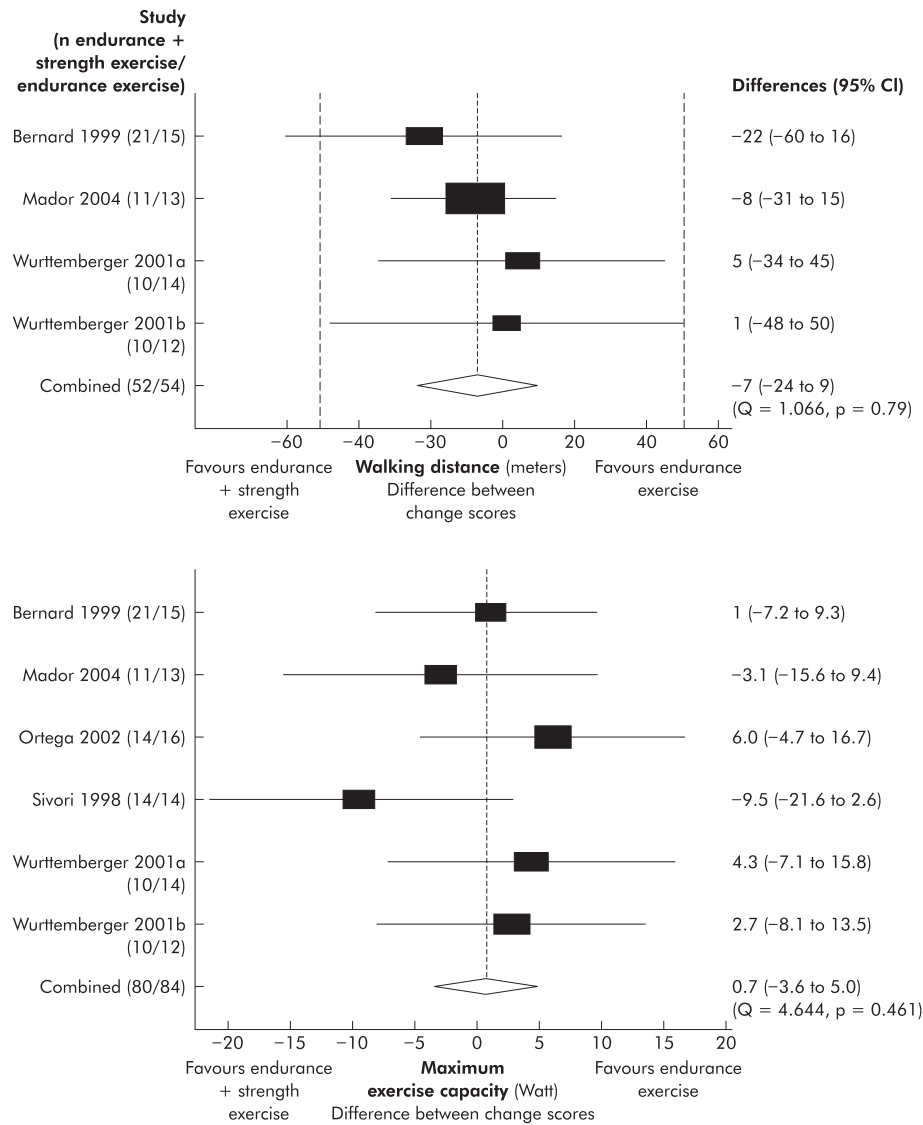 Study
(n endurance +
strength exercise/
endurance exercise)
Differences (95% CI)
Bernard 1999 (21/15)
−22 (−60 to 16)
Mador 2004 (11/13)
−8 (−31 to 15)
Wurttemberger 2001a
(10/14)
5 (−34 to 45)
Wurttemberger 2001b
(10/12)
1 (−48 to 50)
Combined (52/54)
−7 (−24 to 9)
(Q = 1.066, p = 0.79)
−60 −40 −30 0 20 40 60
Favours endurance
+ strength
exercise
Walking distance (meters)
Difference between
change scores
Favours endurance
exercise
Bernard 1999 (21/15)
1 (−7.2 to 9.3)
Mador 2004 (11/13)
−3.1 (−15.6 to 9.4)
Ortega 2002 (14/16)
6.0 (−4.7 to 16.7)
Sivori 1998 (14/14)
−9.5 (−21.6 to 2.6)
Wurttemberger 2001a
(10/14)
4.3 (−7.1 to 15.8)
Wurttemberger 2001b
(10/12)
2.7 (−8.1 to 13.5)
Combined (80/84)
0.7 (−3.6 to 5.0)
(Q = 4.644, p = 0.461)
−20 −15 −10 −5 0 5 10 15 20
Favours endurance
+ strength
exercise
Maximum
exercise capacity (Watt)
Difference between change scores
Favours endurance
exercise